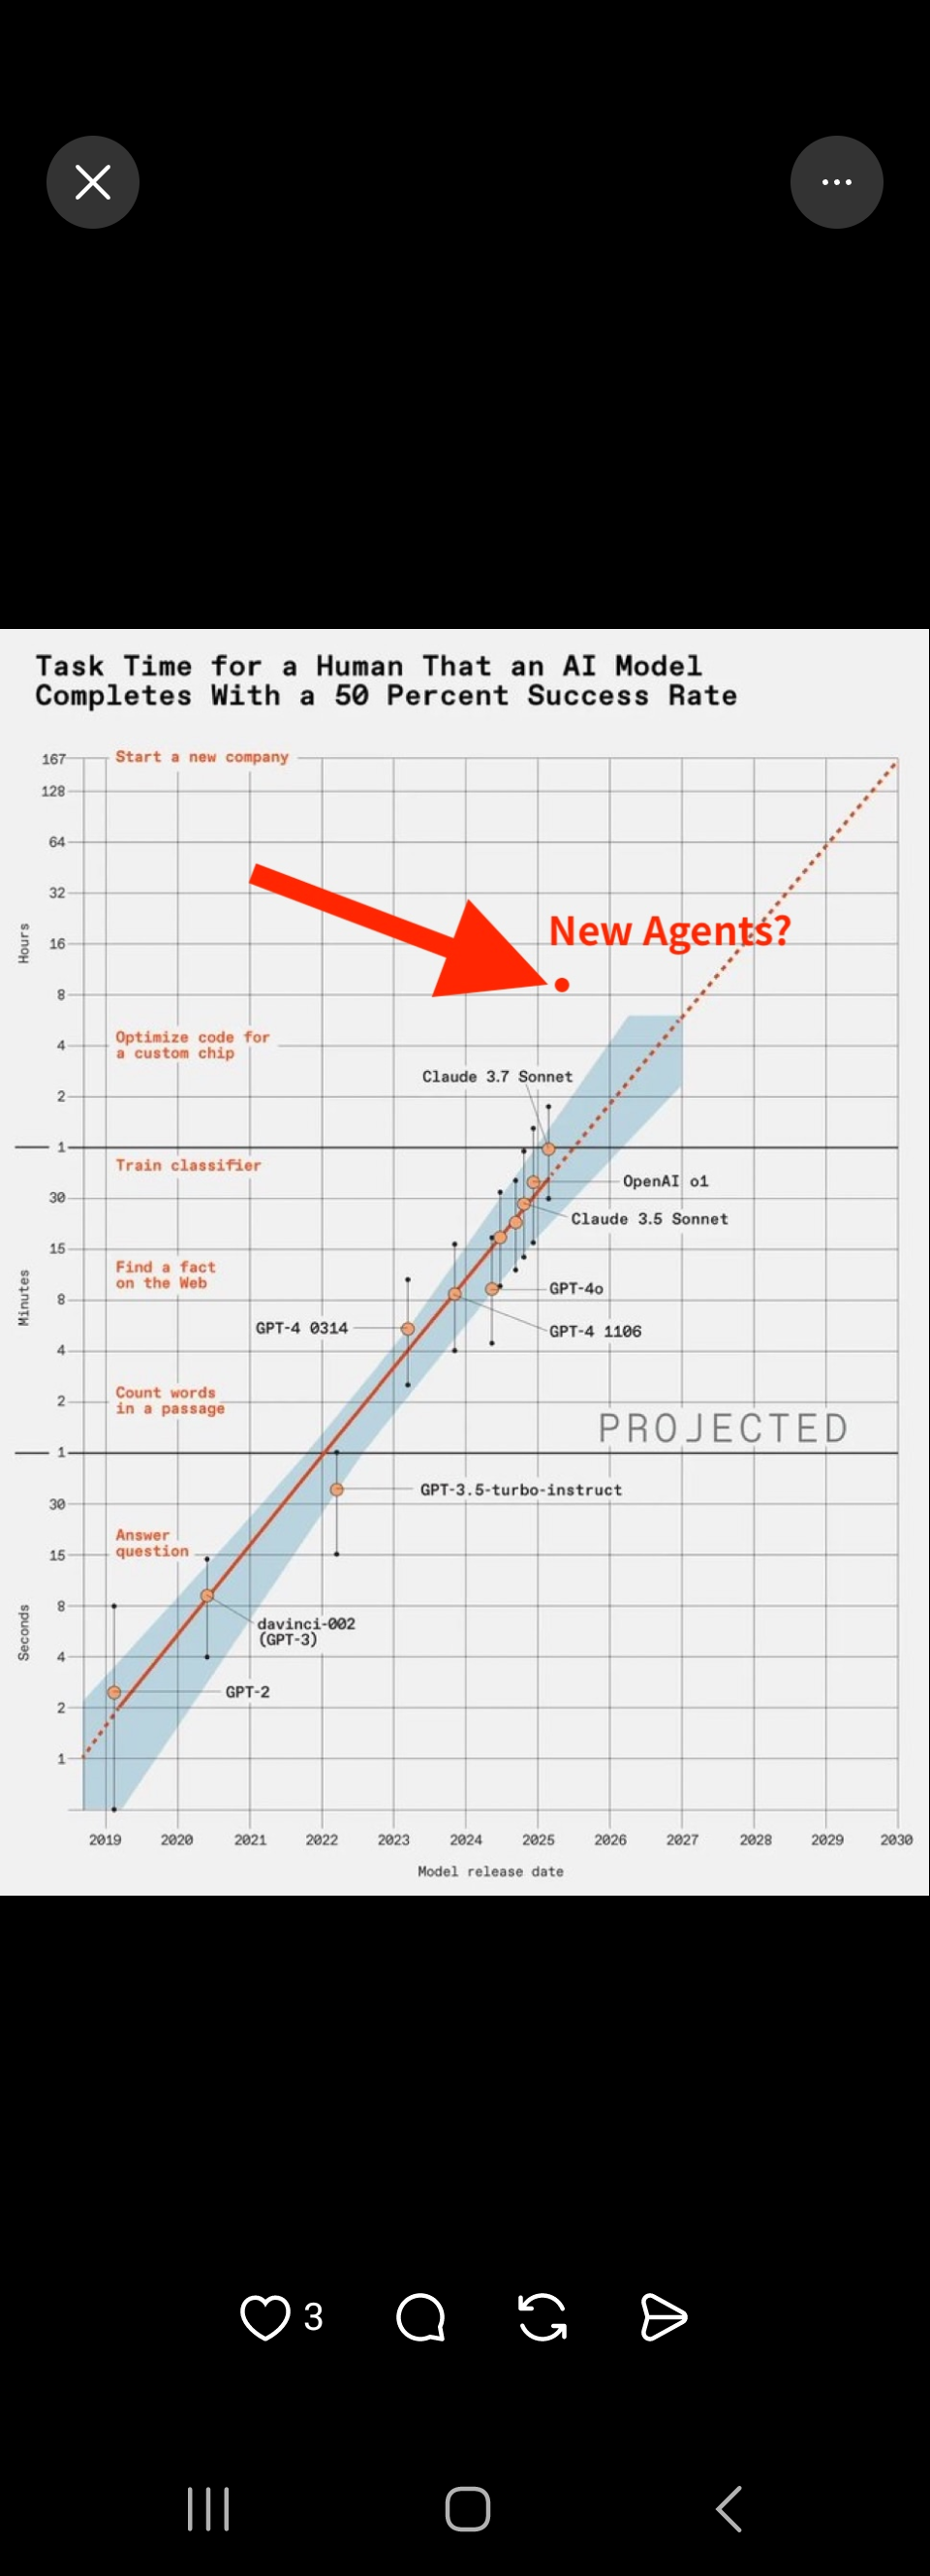 Task Time for a Human That an AI Model
Completes With a 50 Percent Success Rate
167
Start a new company
128
64
32
Hours
New Agents?
16
8
Optimize code for
a custom chip
4
Claude 3.7 Sonnet
2
1
Train classifier
OpenAI o1
30
Claude 3.5 Sonnet
15
Find a fact
on the Web
Minutes
8
GPT-4o
GPT-4 0314
GPT-4 1106
4
Count words
in a passage
2
PROJECTED
1
GPT-3.5-turbo-instruct
30
Answer
question
15
8
Seconds
davinci-002
(GPT-3)
4
GPT-2
2
1
2019 2020 2021 2022 2023 2024 2025 2026 2027 2028 2029 2030
Model release date
3